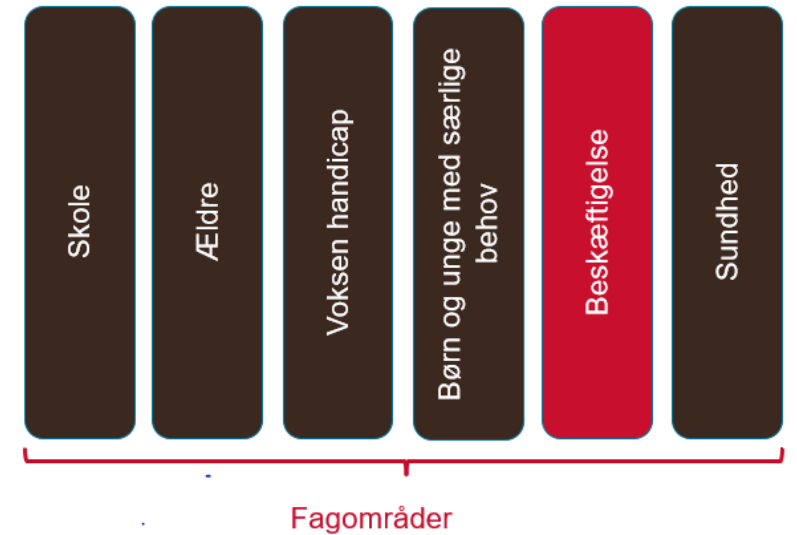 Skole
Ældre
Voksen handicap
Børn og unge med særlige
behov
Beskæftigelse
Sundhed
Fagområder